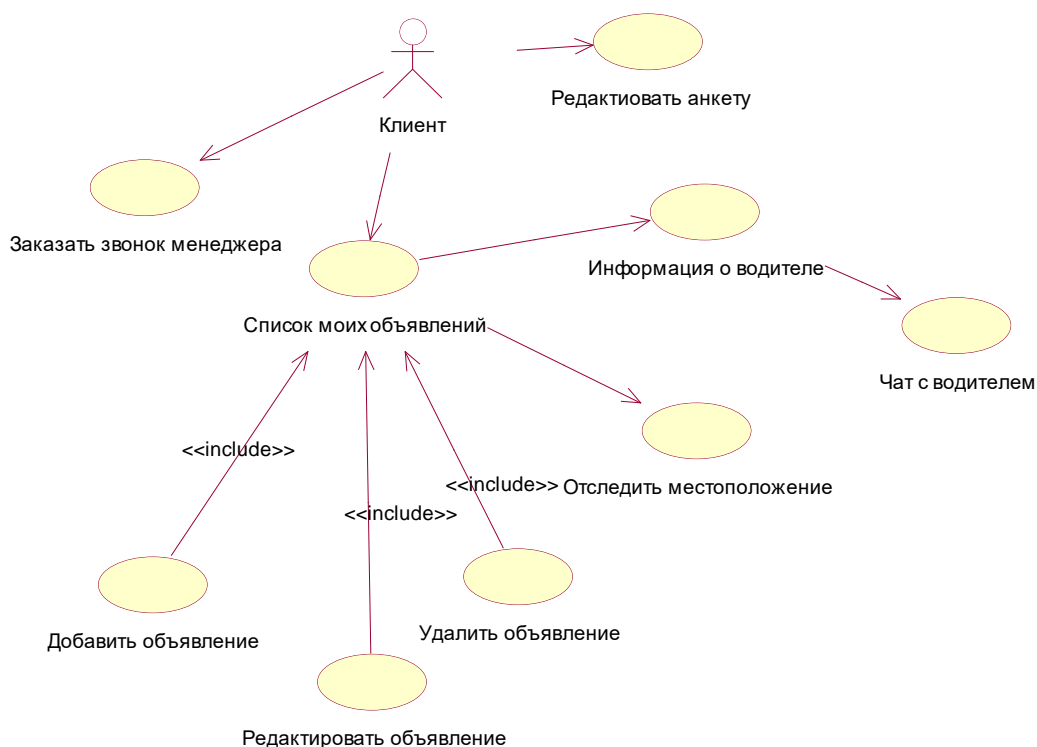 Редактиовать анкету
Клиент
Заказать звонок менеджера
Информация о водителе
Список моих объявлений
Чат с водителем
<<include>>
<<include>>
Отследить местоположение
<<include>>
Удалить объявление
Добавить объявление
Редактировать объявление